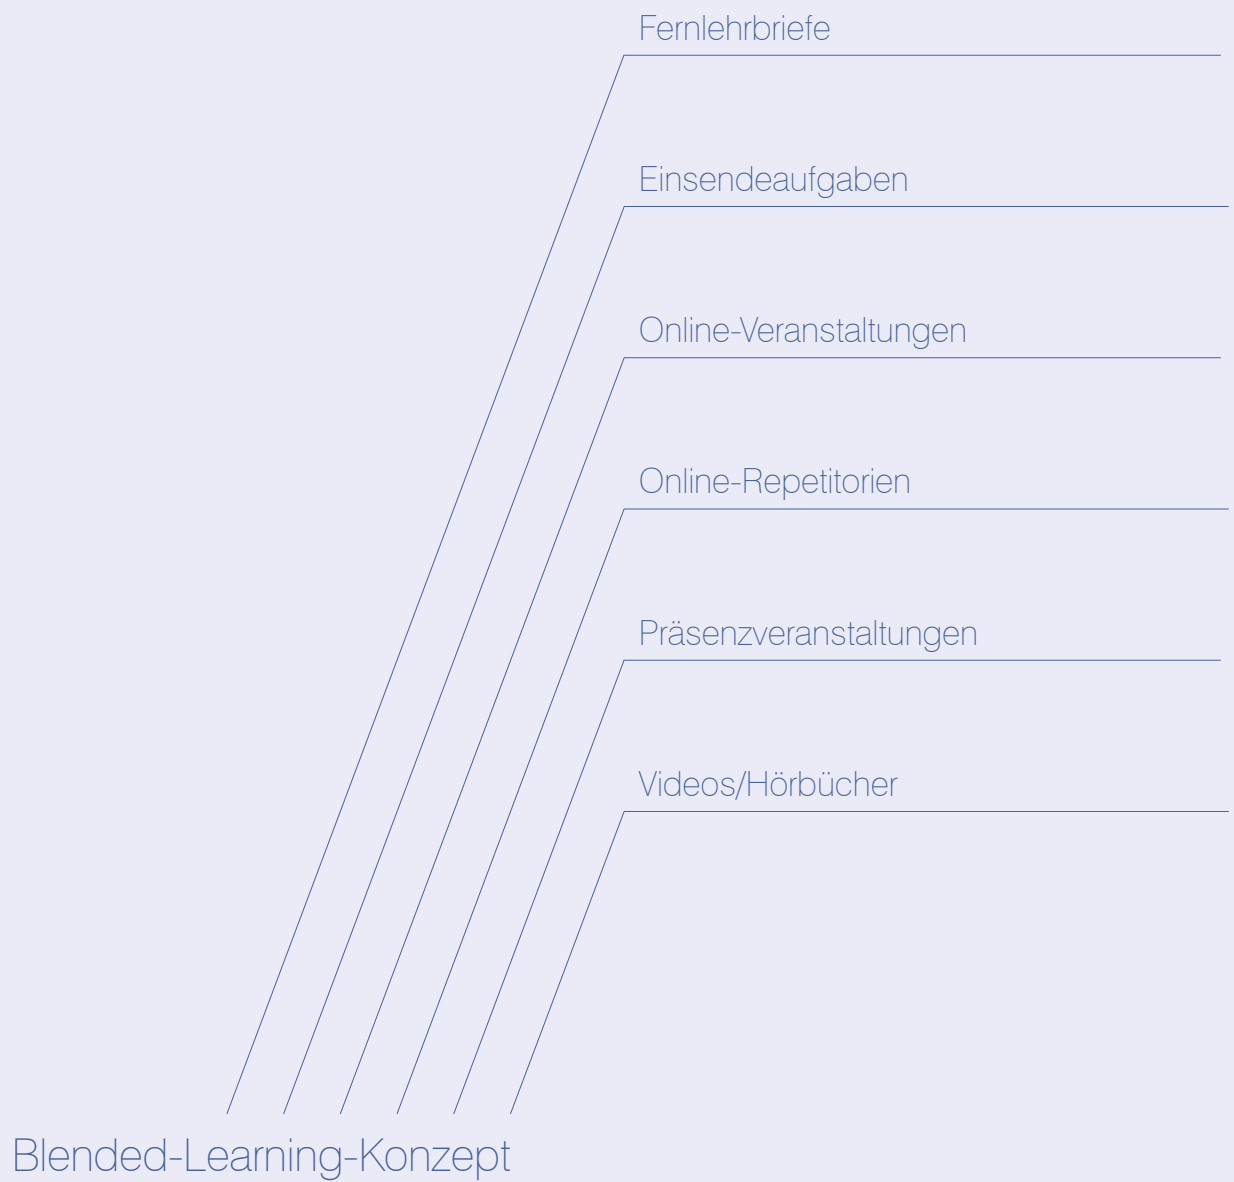 Fernlehrbriefe
Einsendeaufgaben
Online-Veranstaltungen
Online-Repetitorien
Präsenzveranstaltungen
Videos/Hörbücher
Blended-Learning-Konzept